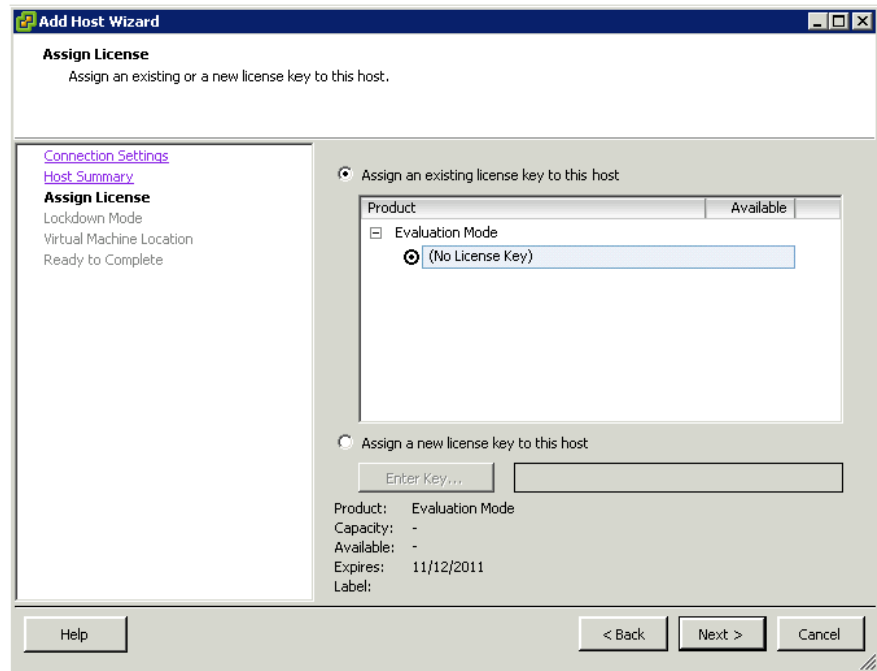 Add Host Wizard
Assign License
Assign an existing or a new license key to this host.
Connection Settings
Host Summary
Assign License
Lockdown Mode
Virtual Machine Location
Ready to Complete
Assign an existing license key to this host
Product Available
Evaluation Mode
(No License Key)
Assign a new license key to this host
Enter Key...
Product: Evaluation Mode
Capacity: -
Available: -
Expires: 11/12/2011
Label:
Help < Back Next > Cancel